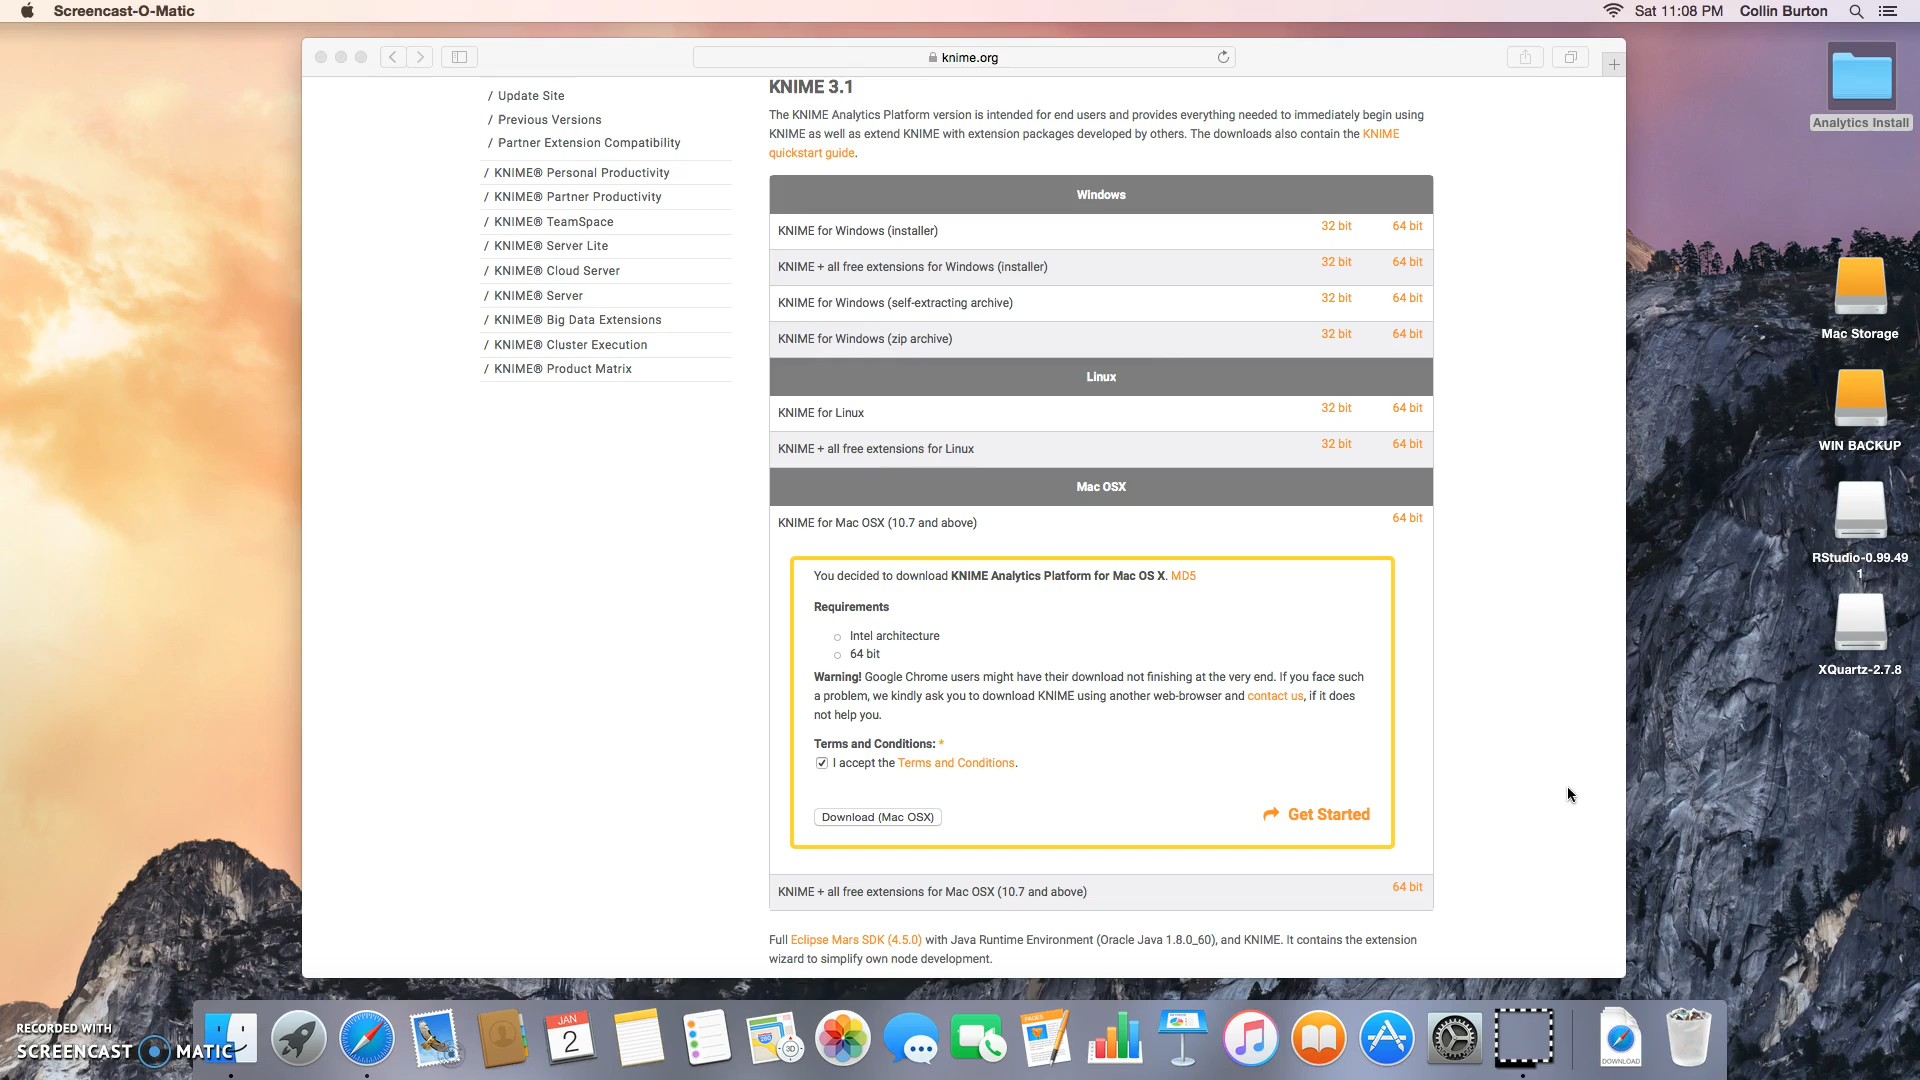 Screencast-O-Matic
Sat 11:08 PM Collin Burton
knime.org
/ Update Site
/ Previous Versions
/ Partner Extension Compatibility
/ KNIME® Personal Productivity
/ KNIME® Partner Productivity
/ KNIME® TeamSpace
/ KNIME® Server Lite
/ KNIME® Cloud Server
/ KNIME® Server
/ KNIME® Big Data Extensions
/ KNIME® Cluster Execution
/ KNIME® Product Matrix
KNIME 3.1
The KNIME Analytics Platform version is intended for end users and provides everything needed to immediately begin using
KNIME as well as extend KNIME with extension packages developed by others. The downloads also contain the KNIME
quickstart guide.
Windows
KNIME for Windows (installer) 32 bit 64 bit
KNIME + all free extensions for Windows (installer) 32 bit 64 bit
KNIME for Windows (self-extracting archive) 32 bit 64 bit
KNIME for Windows (zip archive) 32 bit 64 bit
Linux
KNIME for Linux 32 bit 64 bit
KNIME + all free extensions for Linux 32 bit 64 bit
Mac OSX
KNIME for Mac OSX (10.7 and above) 64 bit
You decided to download KNIME Analytics Platform for Mac OS X. MD5
Requirements
Intel architecture
64 bit
Warning! Google Chrome users might have their download not finishing at the very end. If you face such
a problem, we kindly ask you to download KNIME using another web-browser and contact us, if it does
not help you.
Terms and Conditions: *
I accept the Terms and Conditions.
Download (Mac OSX)
Get Started
KNIME + all free extensions for Mac OSX (10.7 and above) 64 bit
Full Eclipse Mars SDK (4.5.0) with Java Runtime Environment (Oracle Java 1.8.0_60), and KNIME. It contains the extension
wizard to simplify own node development.
Analytics Install
Mac Storage
WIN BACKUP
RStudio-0.99.49
1
XQuartz-2.7.8
RECORDED WITH
SCREENCAST MATIC
JAN
2
280
3D
PAGES
DOWNLOAD